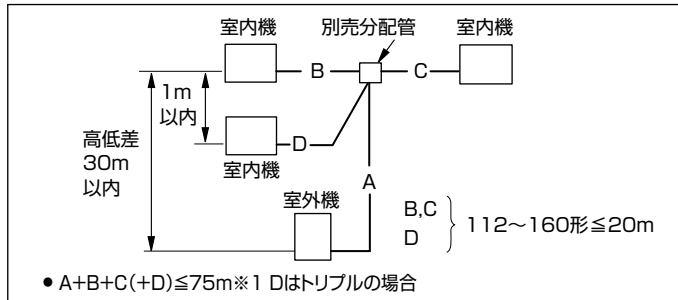 室内機
別売分配管
室内機
B
C
1m
以内
高低差
30m
以内
D
室内機
A
室外機
B,C
D
112～160形≦20m
● A+B+C(+D)≦75m※1 Dはトリプルの場合